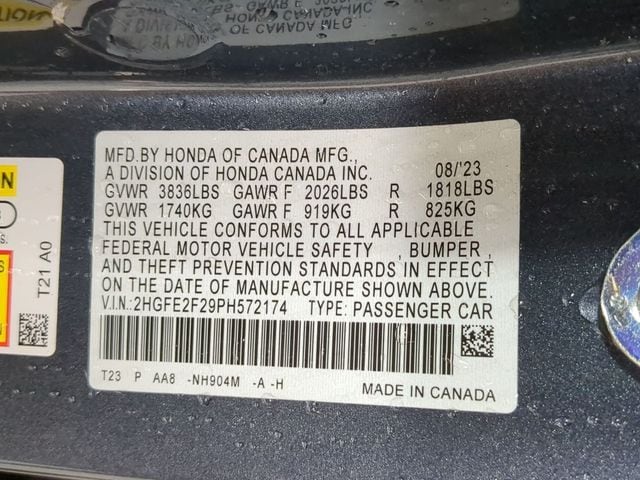 MFD.BY HONDA OF CANADA MFG.,
A DIVISION OF HONDA CANADA INC. 08/'23
GVWR 3836LBS GAWR F 2026LBS R 1818LBS
GVWR 1740KG GAWR F 919KG R 825KG
THIS VEHICLE CONFORMS TO ALL APPLICABLE
FEDERAL MOTOR VEHICLE SAFETY , BUMPER,
AND THEFT PREVENTION STANDARDS IN EFFECT
ON THE DATE OF MANUFACTURE SHOWN ABOVE.
V.I.N:2HGFE2F29PH572174 TYPE: PASSENGER CAR
T23 P AA8 -NH904M -A -H
MADE IN CANADA
T21 A0